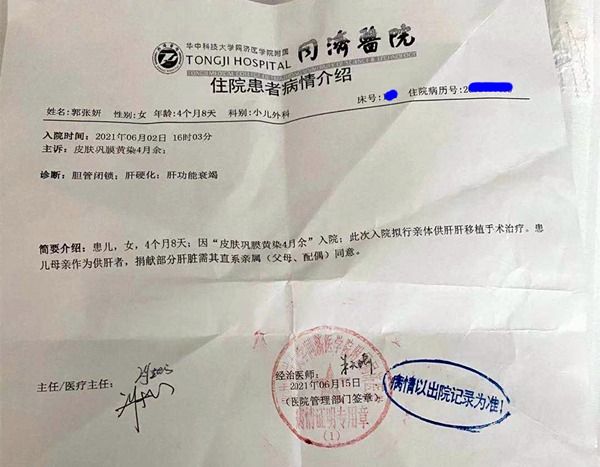 华中科技大学同济医学院附属 同濟醫院
TONGJI HOSPITAL
住院患者病情介绍
床号: 住院病历号:2
姓名:郭张妍 性别:女 年龄:4个月8天 科别:小儿外科
入院时间:2021年06月02日 16时03分
主诉:皮肤巩膜黄染4月余;
诊断:胆管闭锁;肝硬化;肝功能衰竭
简要介绍:患儿,女,4个月8天;因“皮肤巩膜黄染4月余”入院;此次入院拟行亲体供肝肝移植手术治疗。患
儿母亲作为供肝者,捐献部分肝脏需其直系亲属(父母、配偶)同意。
主任/医疗主任:
经治医师:
2021年06月15日
(医院管理部门签章)
病情证明专用章
(1)
病情以出院记录为准!